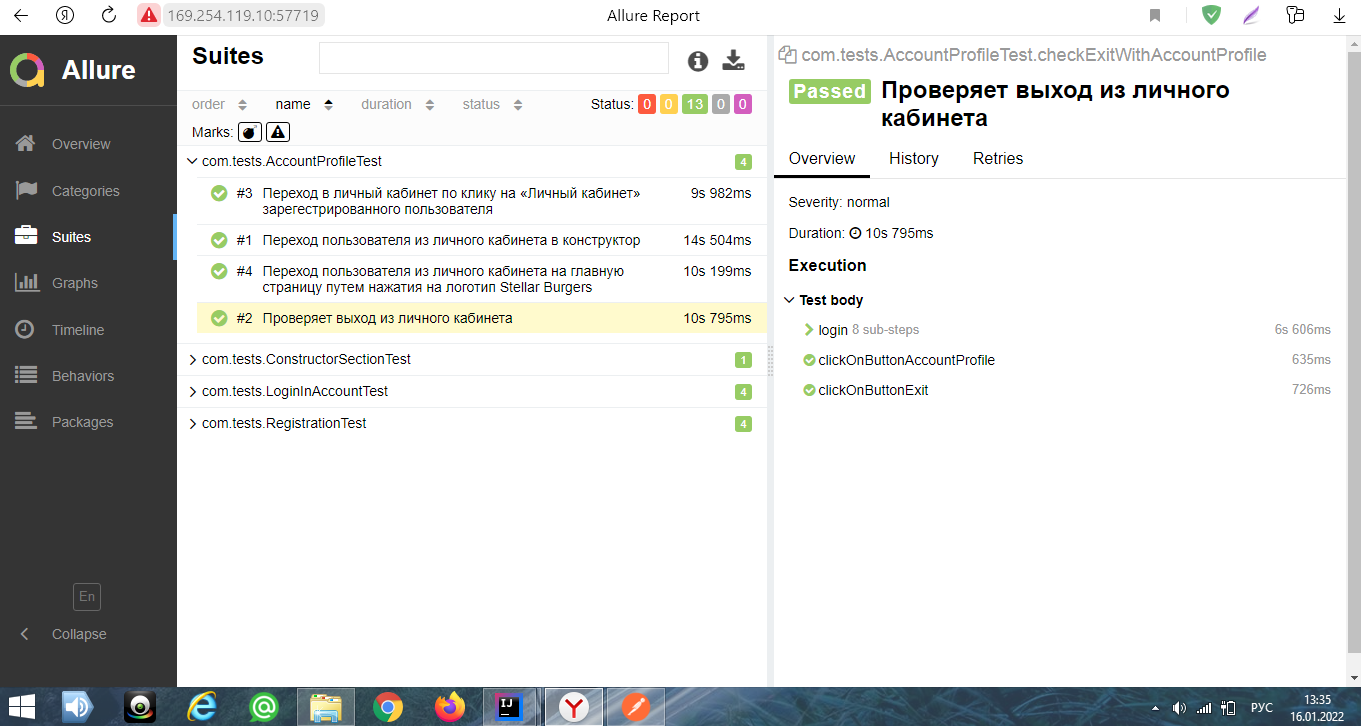 169.254.119.10:57719
Allure Report
Allure
Overview
Categories
Suites
Graphs
Timeline
Behaviors
Packages
En
Collapse
Suites
order name duration status Status: 0 0 13 0 0
Marks:
com.tests.AccountProfileTest 4
#3 Переход в личный кабинет по клику на «Личный кабинет» 9s 982ms
зарегестрированного пользователя
#1 Переход пользователя из личного кабинета в конструктор 14s 504ms
#4 Переход пользователя из личного кабинета на главную 10s 199ms
страницу путем нажатия на логотип Stellar Burgers
#2 Проверяет выход из личного кабинета 10s 795ms
com.tests.ConstructorSectionTest 1
com.tests.LoginInAccountTest 4
com.tests.RegistrationTest 4
com.tests.AccountProfileTest.checkExitWithAccountProfile
Passed Проверяет выход из личного
кабинета
Overview History Retries
Severity: normal
Duration: 10s 795ms
Execution
Test body
login 8 sub-steps 6s 606ms
clickOnButtonAccountProfile 635ms
clickOnButtonExit 726ms
РУС
13:35
16.01.2022